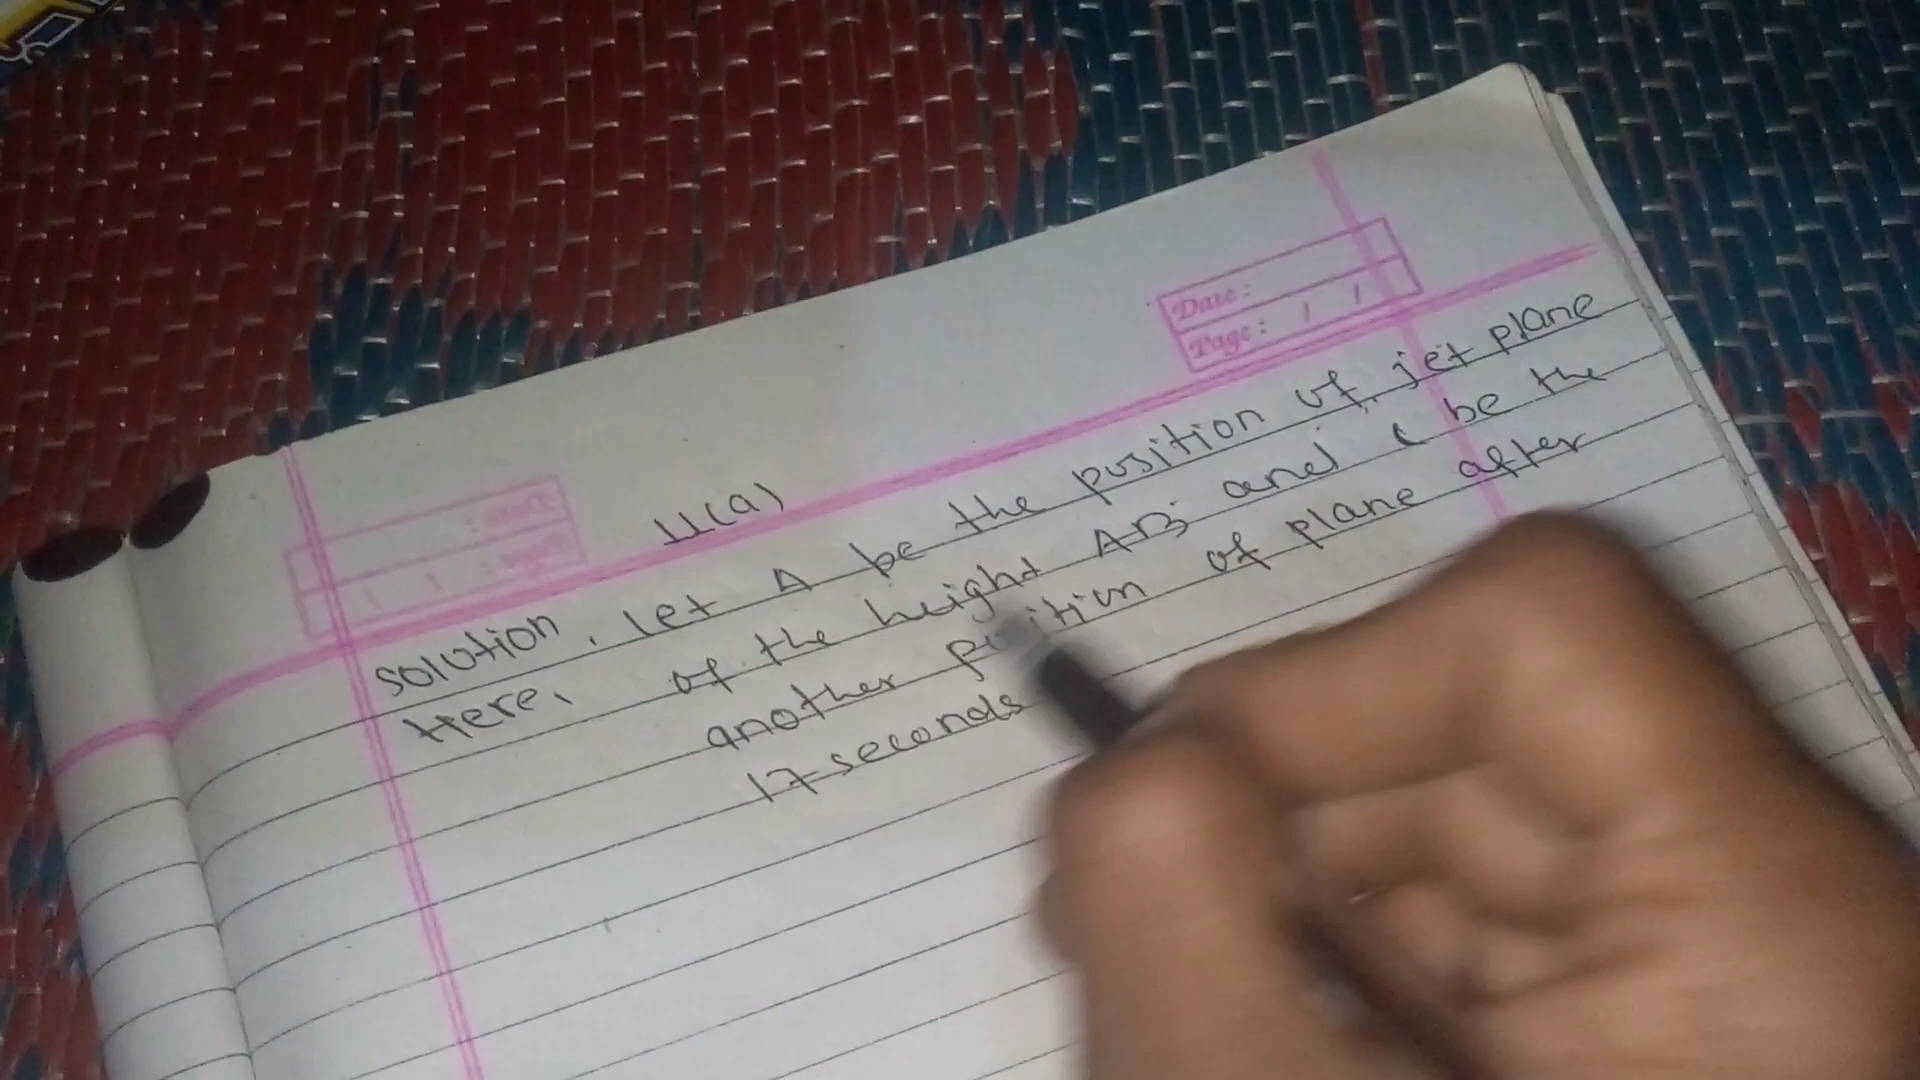 Date:
Page: / /
11(a)
solution.
Here, let A be the position of jet plane
of the height AB and C be the
another position of plane after
17 seconds